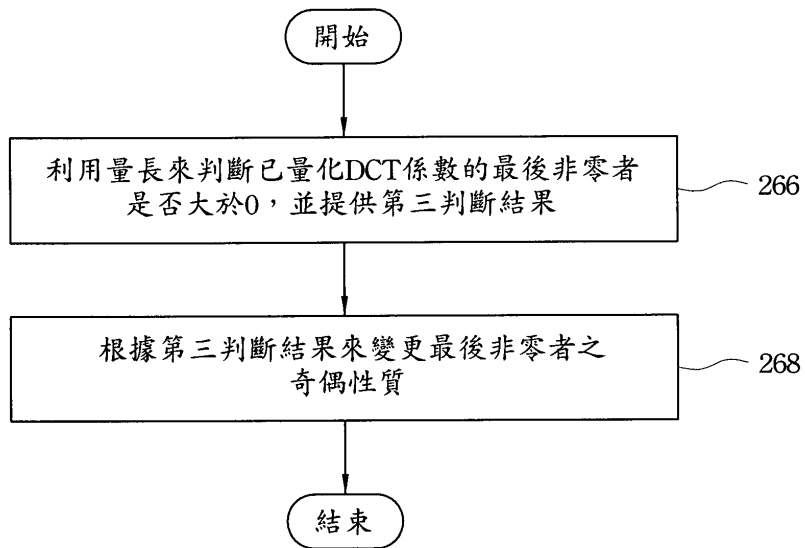 開始
利用量長來判斷已量化DCT係數的最後非零者
是否大於0，並提供第三判斷結果
266
根據第三判斷結果來變更最後非零者之
奇偶性質
268
結束